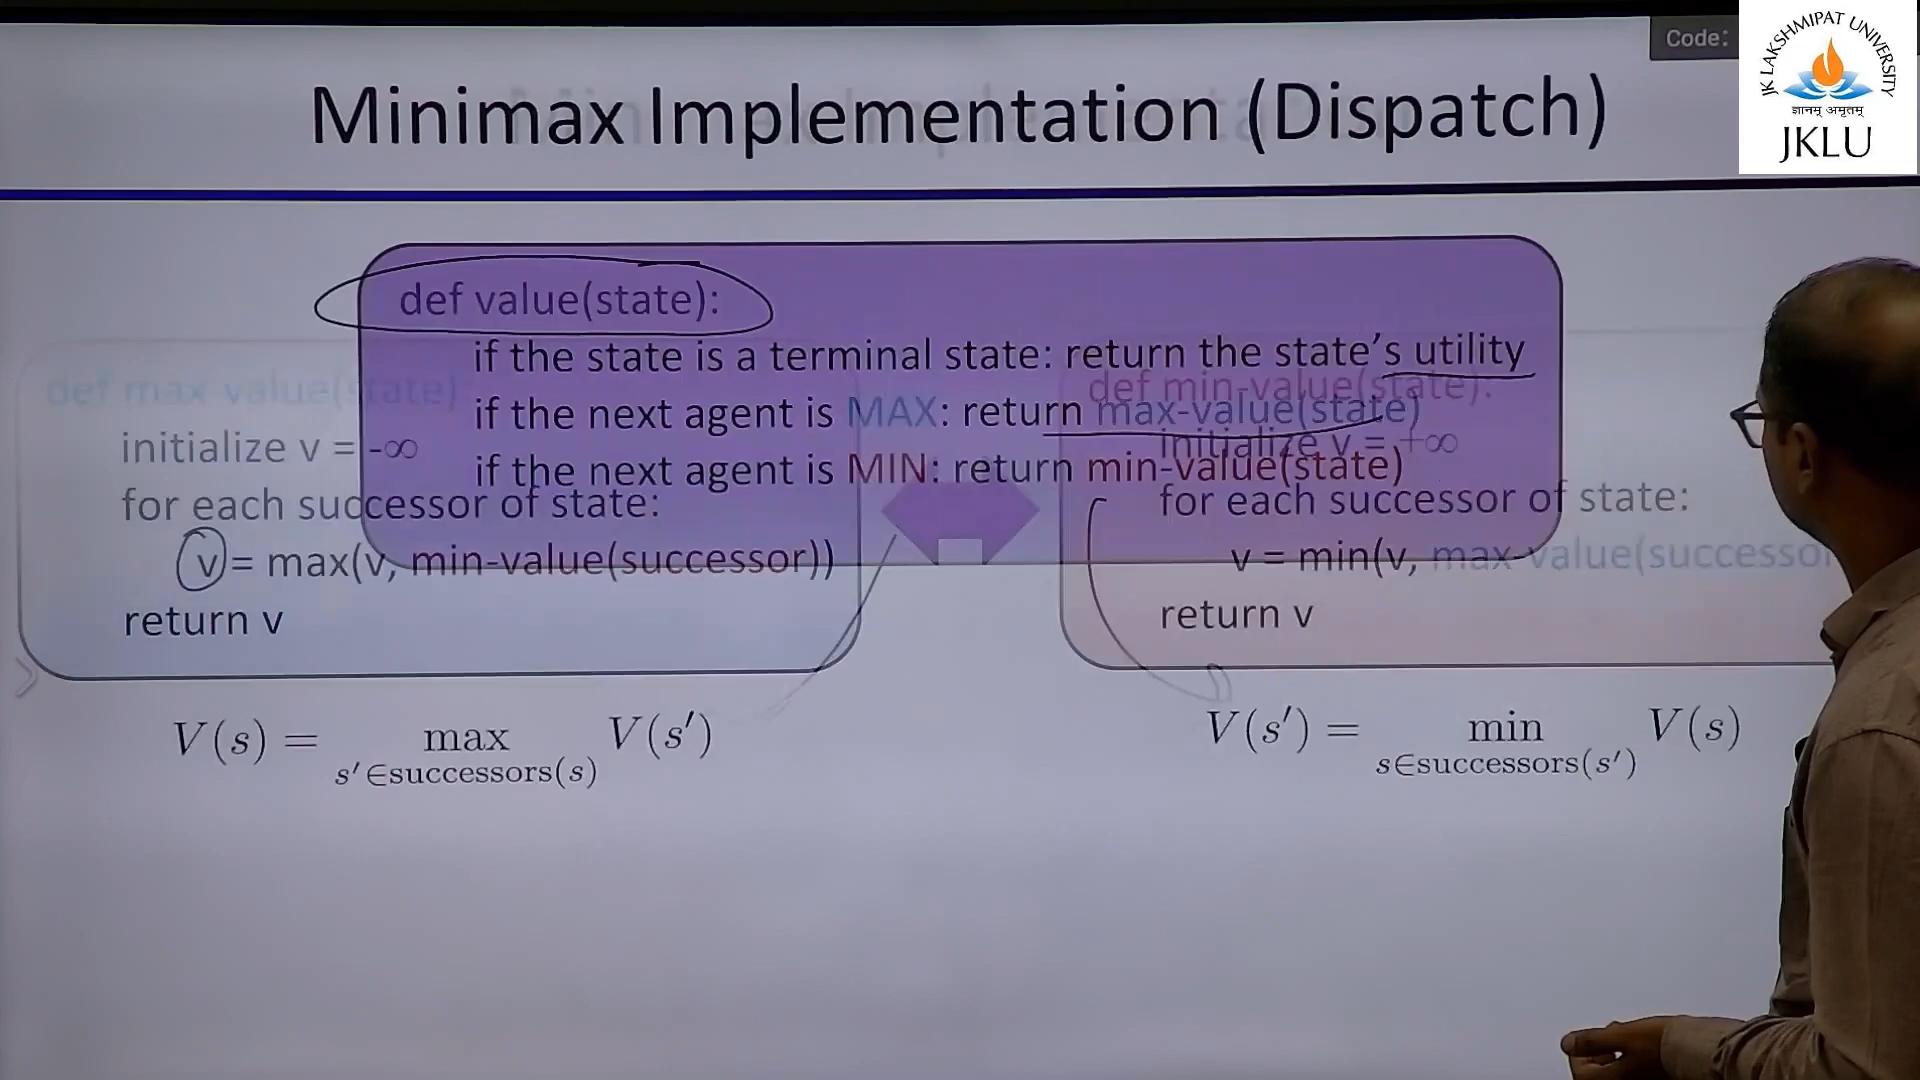 Code:
JK LAKSHMIPAT UNIVERSITY
ज्ञानम् अमृतम्
JKLU
Minimax Implementation (Dispatch)
def value(state):
if the state is a terminal state: return the state's utility
if the next agent is MAX: return max-value(state)
if the next agent is MIN: return min-value(state)
def max value(state)
initialize v = -∞
for each successor of state:
v = max(v, min-value(successor))
return v
def min-value(state):
initialize v = +∞
for each successor of state:
v = min(v, max-value(successor
return v
V(s) = max V(s′)
s′∈successors(s)
V(s′) = min V(s)
s∈successors(s′)